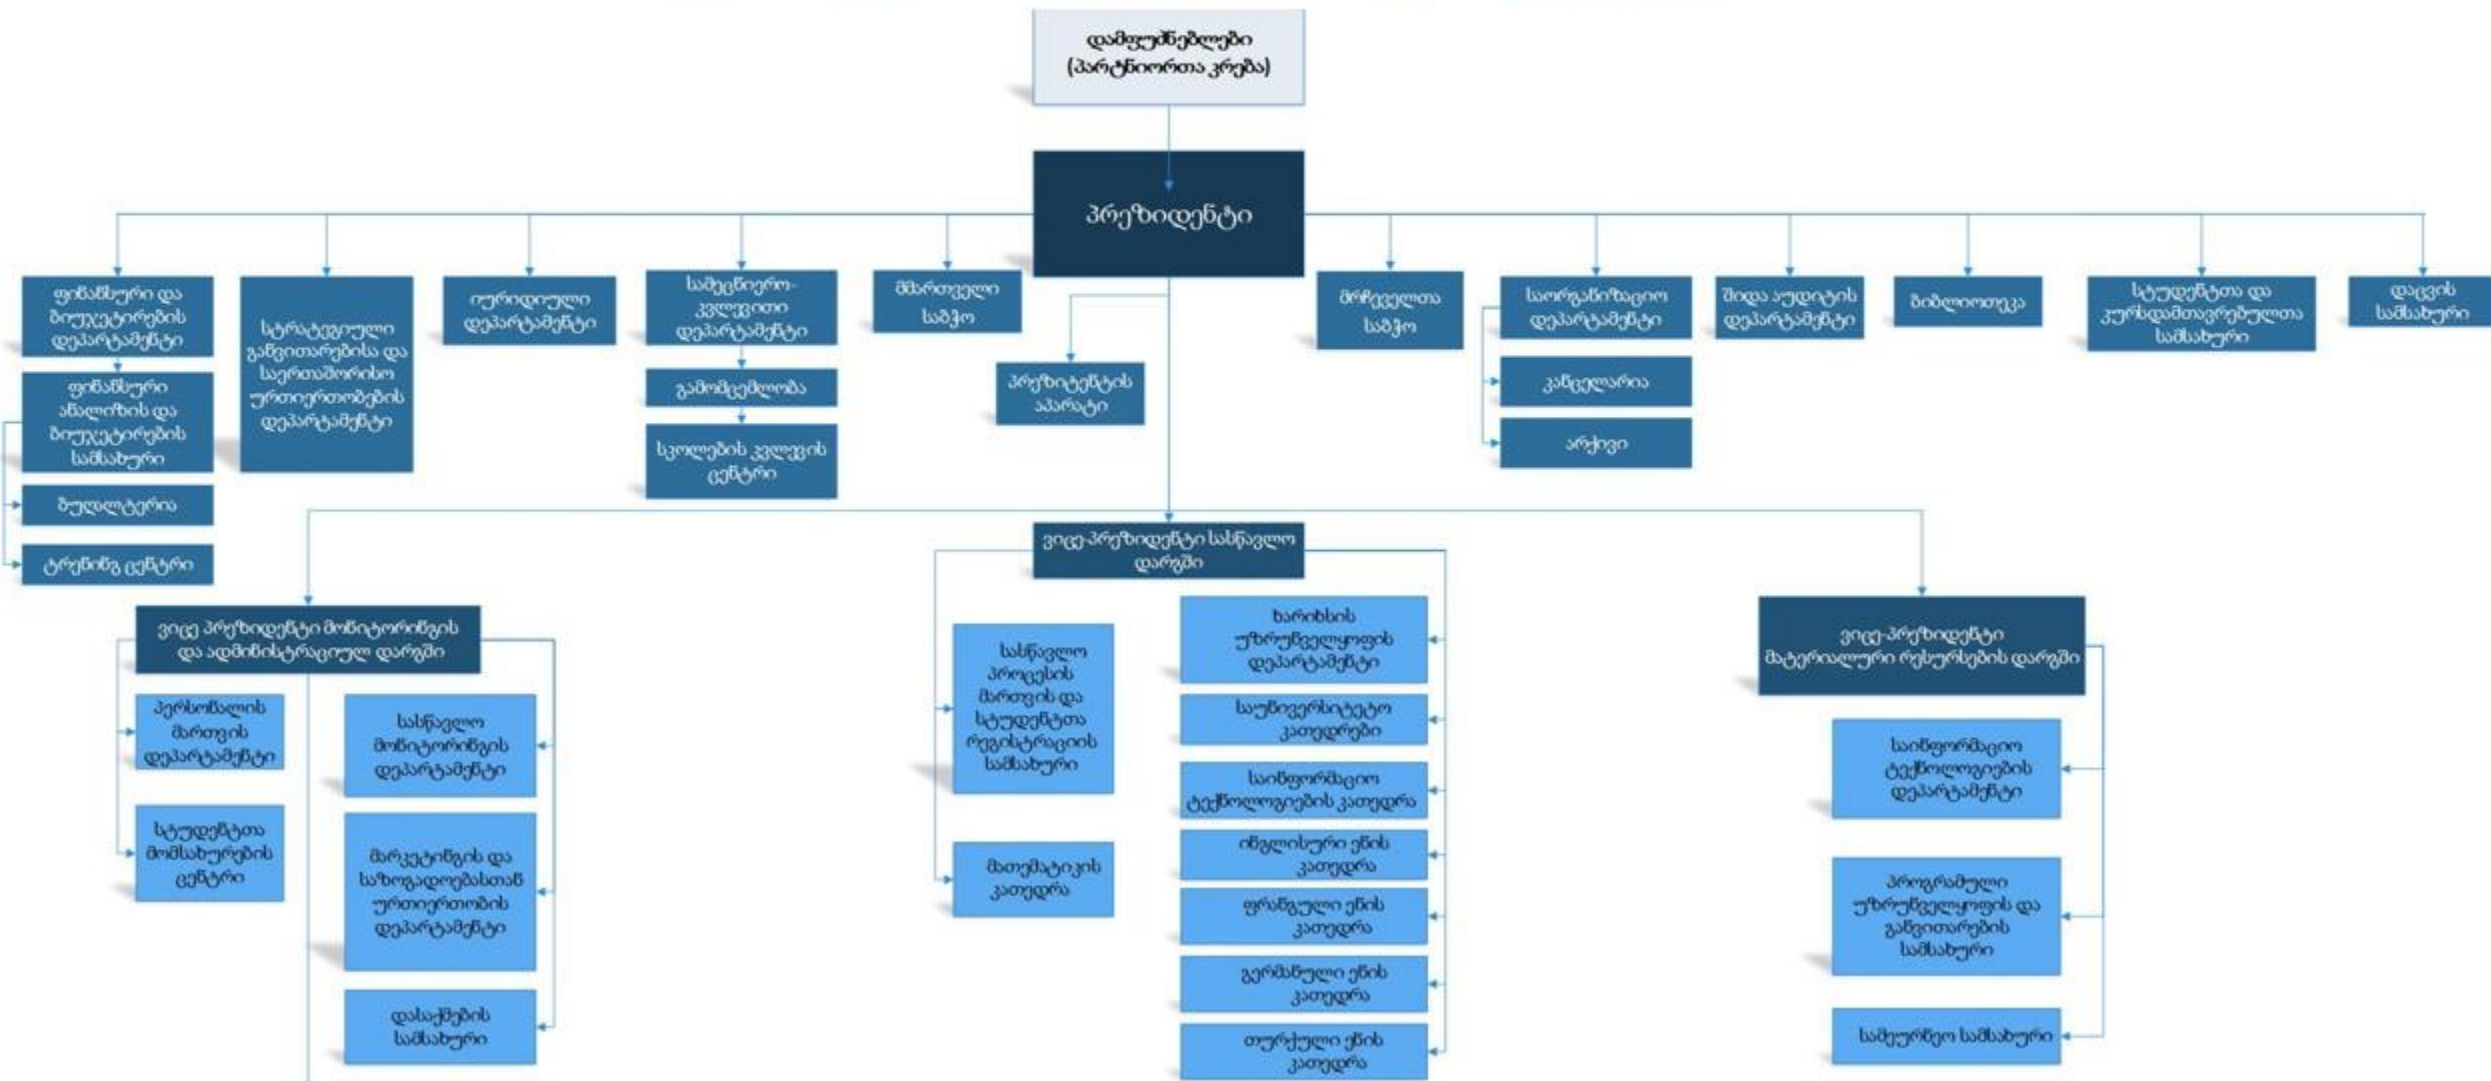 დამფუძნებლები
(პარტნიორთა კრება)
პრეზიდენტი
ფინანსური და
ბიუჯეტირების
დეპარტამენტი
სტრატეგიული
განვითარებისა და
საერთაშორისო
ურთიერთობების
დეპარტამენტი
იურიდიული
დეპარტამენტი
სამეცნიერო-
კვლევითი
დეპარტამენტი
მმართველი
საბჭო
მრჩეველთა
საბჭო
საორგანიზაციო
დეპარტამენტი
შიდა აუდიტის
დეპარტამენტი
ბიბლიოთეკა
სტუდენტთა და
კურსდამთავრებულთა
სამსახური
დაცვის
სამსახური
ფინანსური
ანალიზის და
ბიუჯეტირების
სამსახური
ბუღალტერია
ტრენინგ ცენტრი
გამომცემლობა
სკოლების კვლევის
ცენტრი
პრეზიტენტის
აპარატი
კანცელარია
არქივი
ვიცე პრეზიდენტი მონიტორინგის
და ადმინისტრაციულ დარგში
პერსონალის
მართვის
დეპარტამენტი
სტუდენტთა
მომსახურების
ცენტრი
სასწავლო
მონიტორინგის
დეპარტამენტი
მარკეტინგის და
საზოგადოებასთან
ურთიერთობის
დეპარტამენტი
დასაქმების
სამსახური
ვიცე-პრეზიდენტი სასწავლო
დარგში
სასწავლო
პროცესის
მართვის და
სტუდენტთა
რეგისტრაციის
სამსახური
მათემატიკის
კათედრა
ხარიხსის
უზრუნველყოფის
დეპარტამენტი
საუნივერსიტეტო
კათედრები
საინფორმაციო
ტექნოლოგიების კათედრა
ინგლისური ენის
კათედრა
ფრანგული ენის
კათედრა
გერმანული ენის
კათედრა
თურქული ენის
კათედრა
ვიცე-პრეზიდენტი
მატერიალური რესურსების დარგში
საინფორმაციო
ტექნოლოგიების
დეპარტამენტი
პროგრამული
უზრუნველყოფის და
განვითარების
სამსახური
სამეურნეო სამსახური